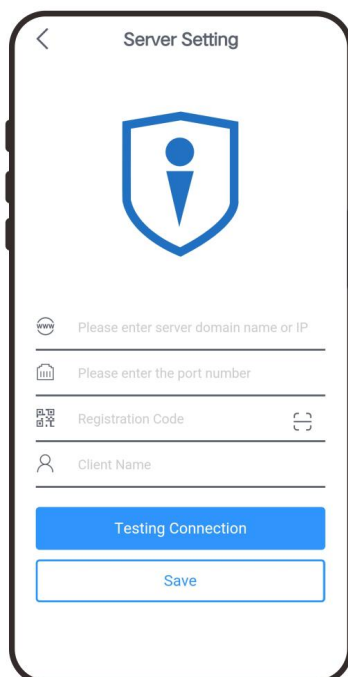 Server Setting
www
Please enter server domain name or IP
Please enter the port number
Registration Code
Client Name
Testing Connection
Save